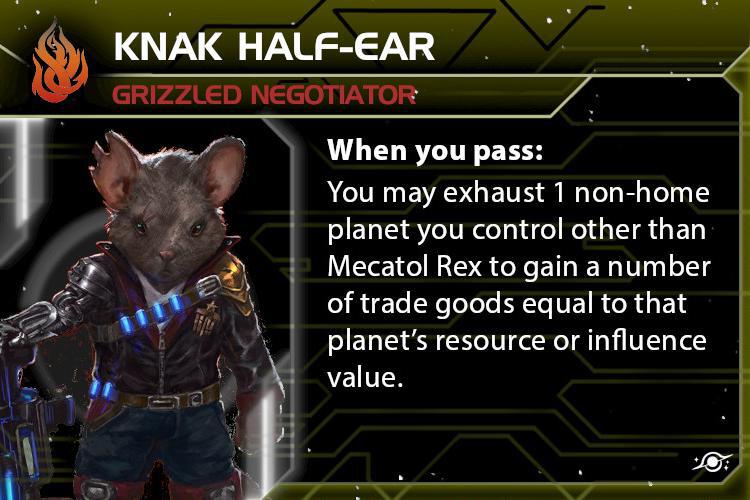 KNAK HALF-EAR
GRIZZLED NEGOTIATOR
When you pass:
You may exhaust 1 non-home
planet you control other than
Mecatol Rex to gain a number
of trade goods equal to that
planet's resource or influence
value.